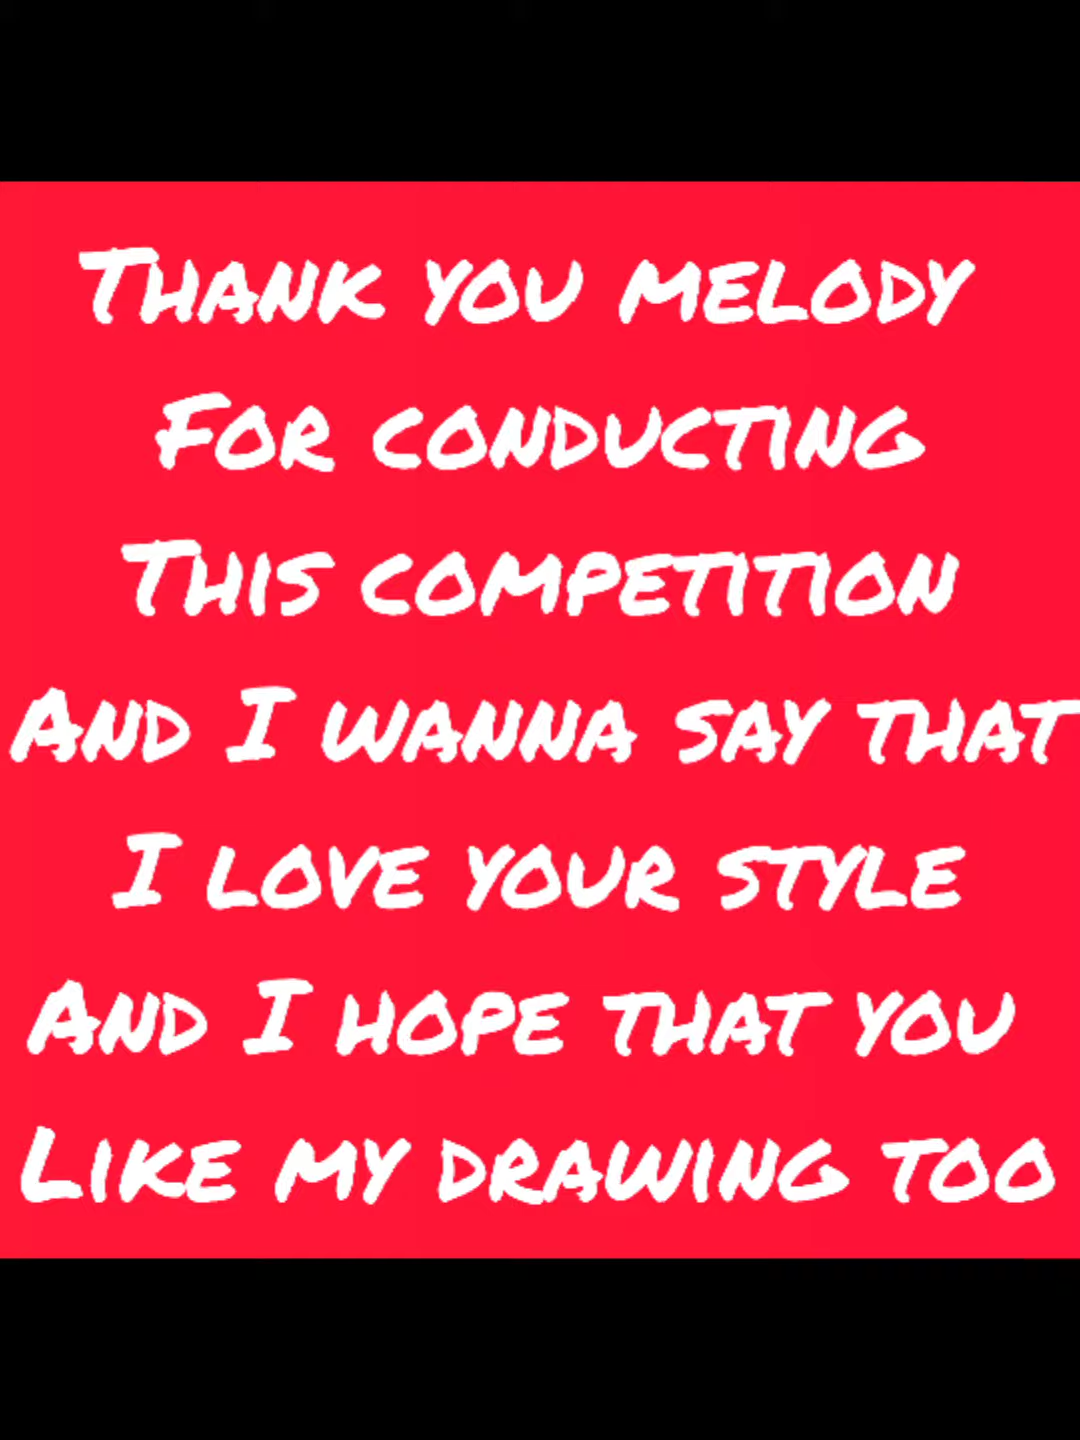 Thank you melody
For conducting
This competition
And I wanna say that
I love your style
And I hope that you
Like my drawing too